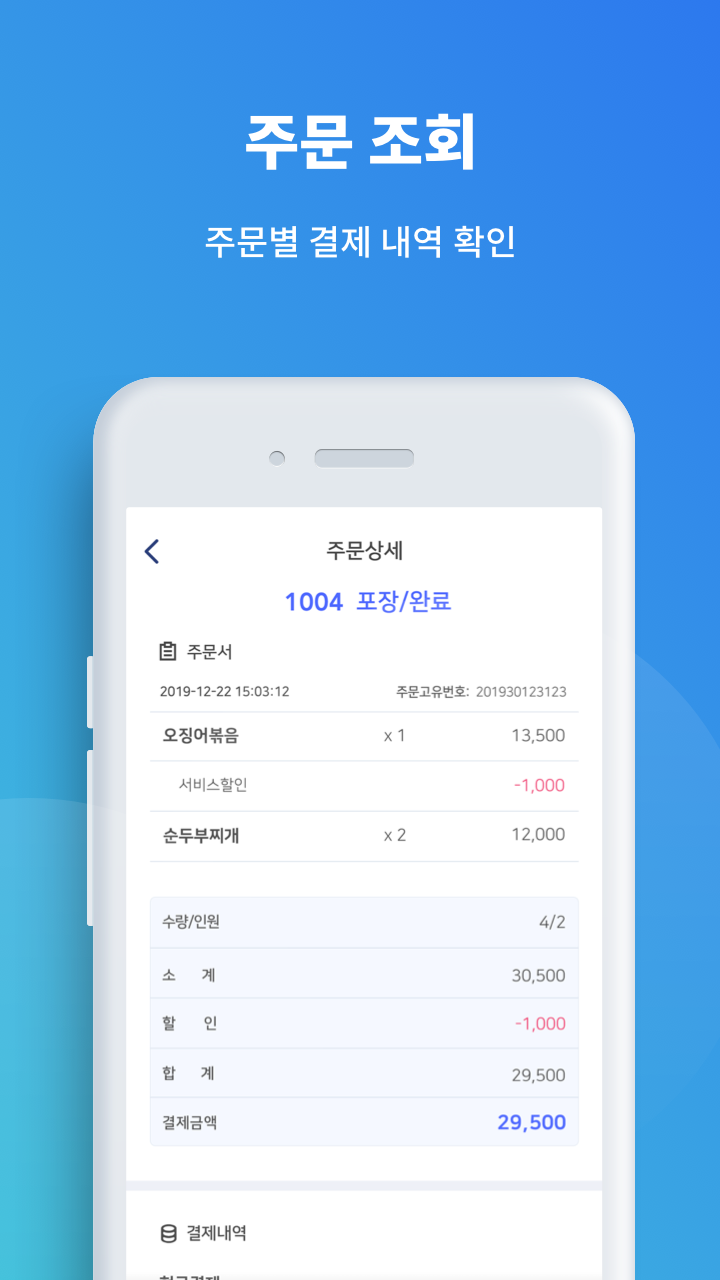 주문 조회
주문별 결제 내역 확인
주문상세
1004 포장/완료
주문서
2019-12-22 15:03:12 주문고유번호: 201930123123
오징어볶음 x 1 13,500
서비스할인 -1,000
순두부찌개 x 2 12,000
수량/인원 4/2
소 계 30,500
할 인 -1,000
합 계 29,500
결제금액 29,500
결제내역